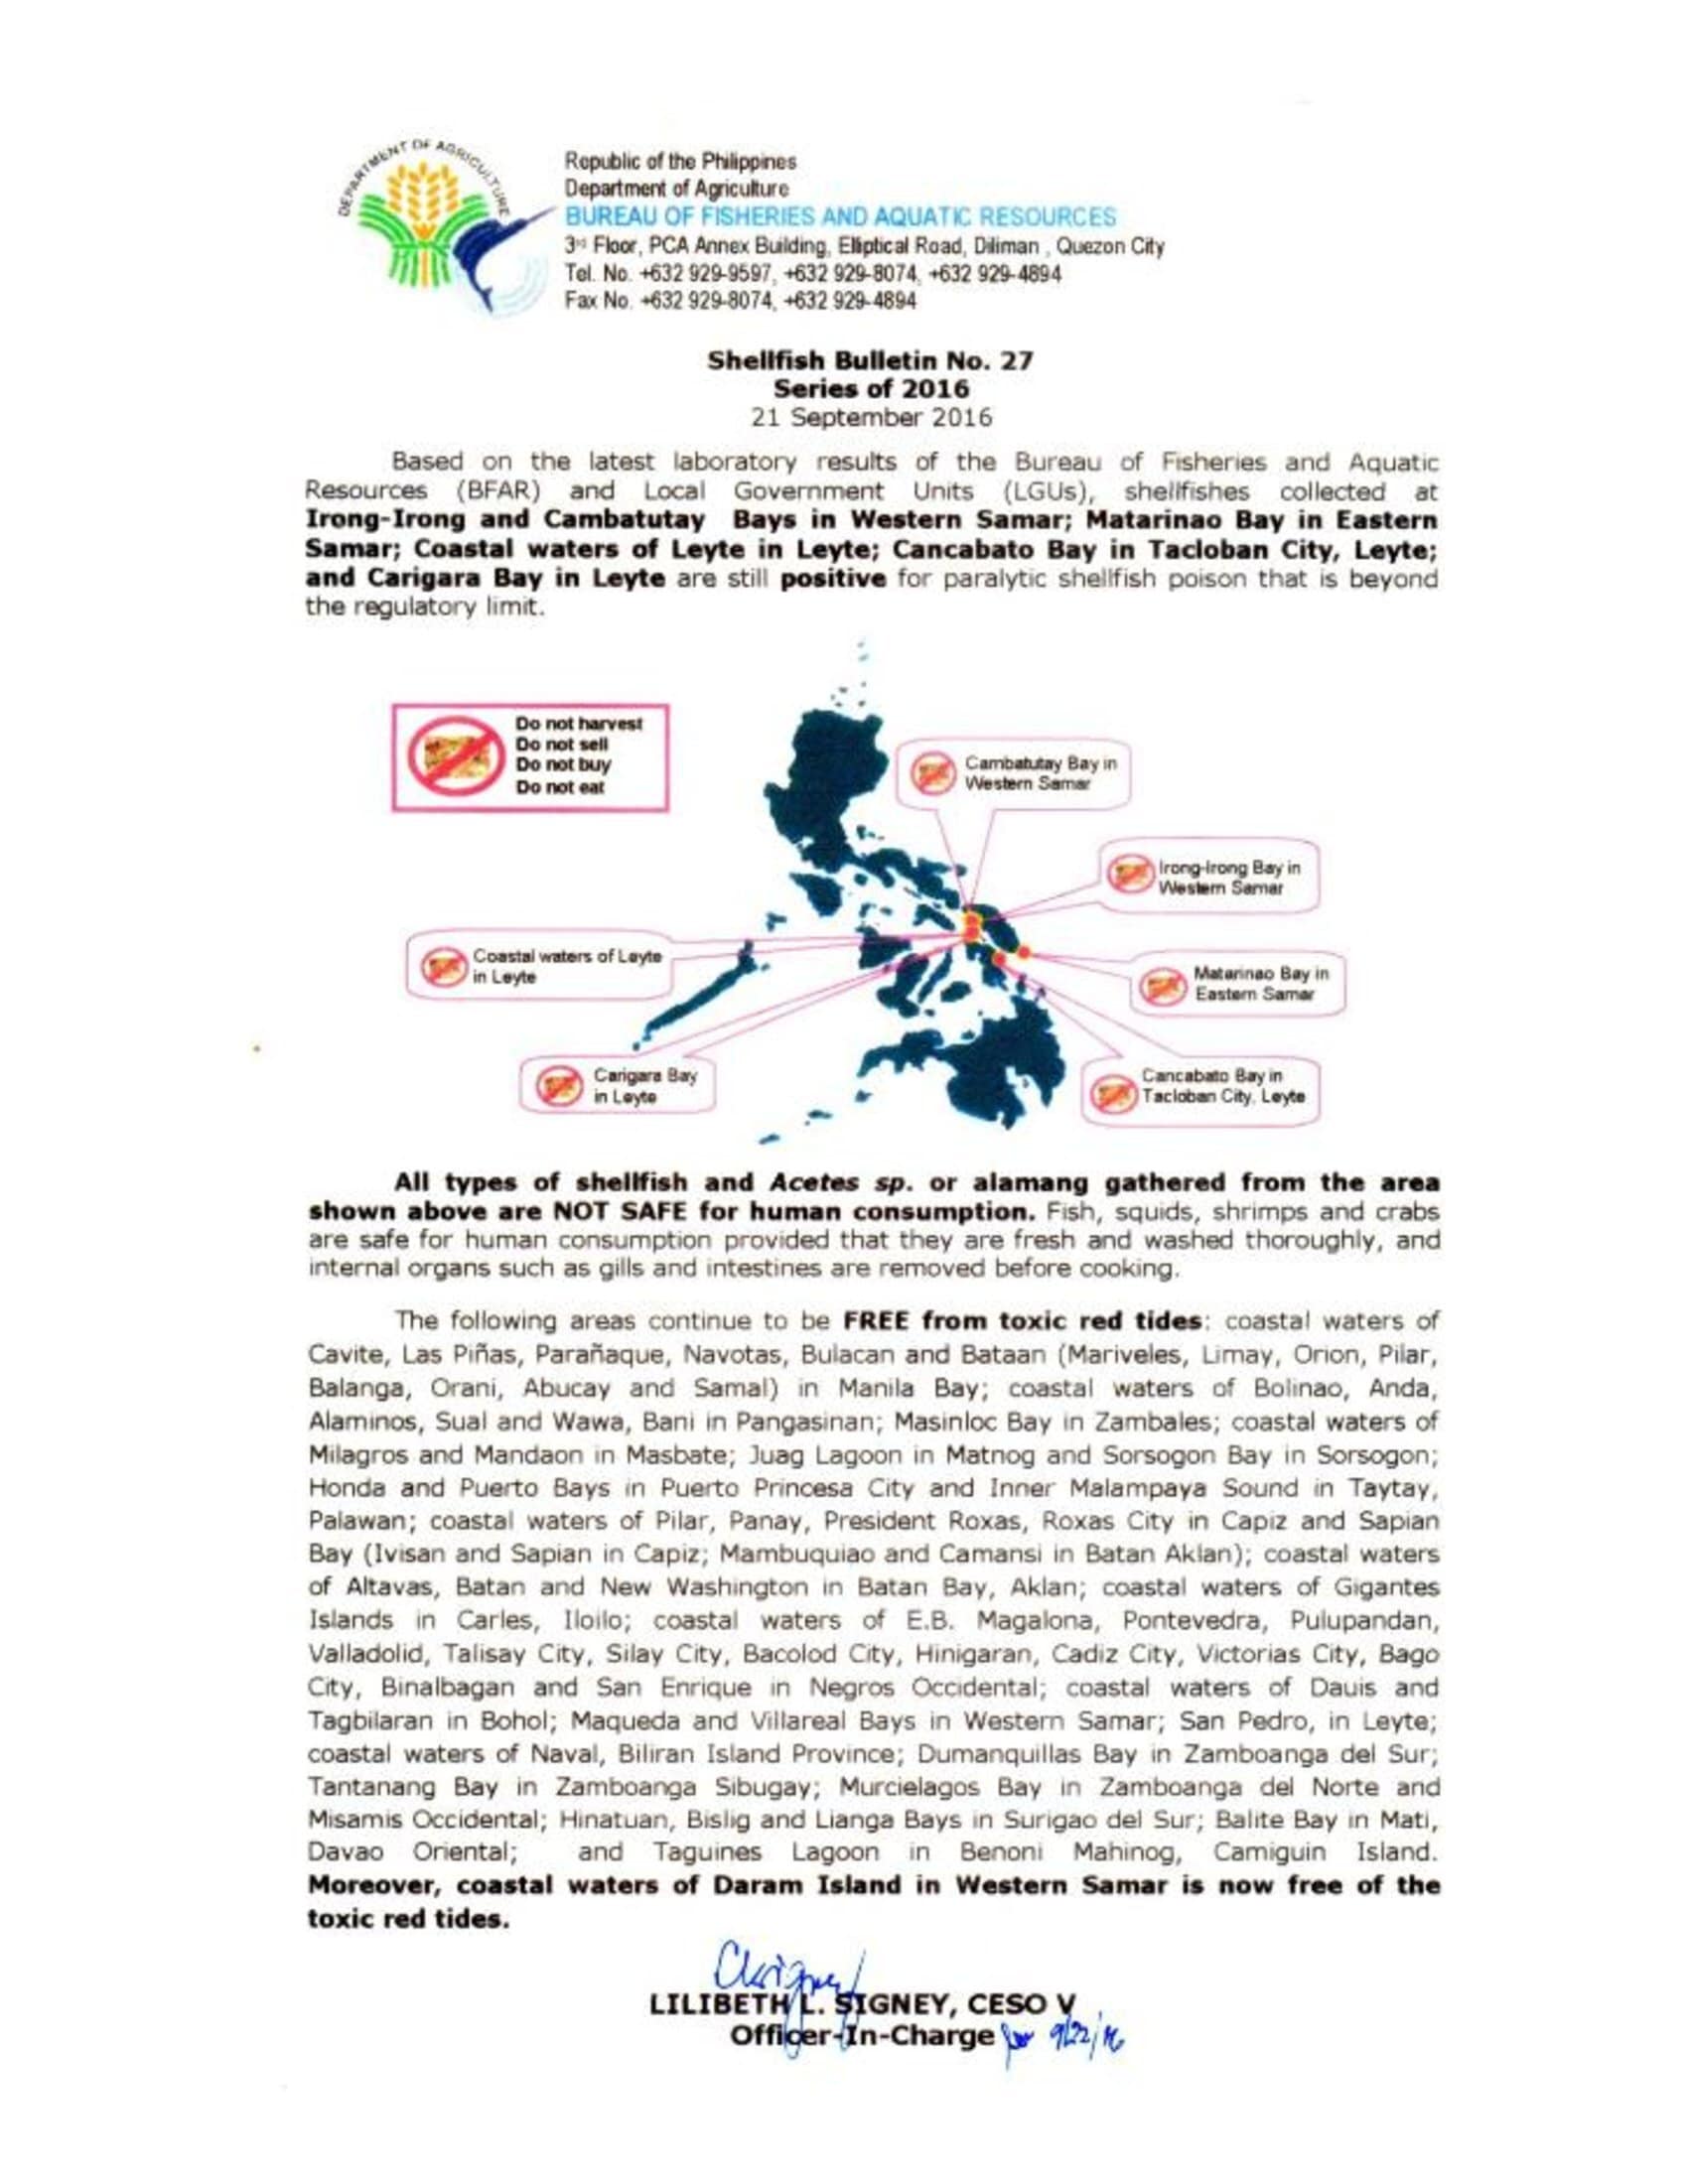 DEPARTMENT OF AGRICULTURE
Republic of the Philippines
Department of Agriculture
BUREAU OF FISHERIES AND AQUATIC RESOURCES
3rd Floor, PCA Annex Building, Elliptical Road, Diliman , Quezon City
Tel. No. +632 929-9597, +632 929-8074, +632 929-4894
Fax No. +632 929-8074, +632 929-4894
Shellfish Bulletin No. 27
Series of 2016
21 September 2016
Based on the latest laboratory results of the Bureau of Fisheries and Aquatic
Resources (BFAR) and Local Government Units (LGUs), shellfishes collected at
Irong-Irong and Cambatutay Bays in Western Samar; Matarinao Bay in Eastern
Samar; Coastal waters of Leyte in Leyte; Cancabato Bay in Tacloban City, Leyte;
and Carigara Bay in Leyte are still positive for paralytic shellfish poison that is beyond
the regulatory limit.
Do not harvest
Do not sell
Do not buy
Do not eat
Cambatutay Bay in
Western Samar
Irong-Irong Bay in
Western Samar
Coastal waters of Leyte
in Leyte
Matarinao Bay in
Eastern Samar
Carigara Bay
in Leyte
Cancabato Bay in
Tacloban City, Leyte
All types of shellfish and Acetes sp. or alamang gathered from the area
shown above are NOT SAFE for human consumption. Fish, squids, shrimps and crabs
are safe for human consumption provided that they are fresh and washed thoroughly, and
internal organs such as gills and intestines are removed before cooking.
The following areas continue to be FREE from toxic red tides: coastal waters of
Cavite, Las Piñas, Parañaque, Navotas, Bulacan and Bataan (Mariveles, Limay, Orion, Pilar,
Balanga, Orani, Abucay and Samal) in Manila Bay; coastal waters of Bolinao, Anda,
Alaminos, Sual and Wawa, Bani in Pangasinan; Masinloc Bay in Zambales; coastal waters of
Milagros and Mandaon in Masbate; Juag Lagoon in Matnog and Sorsogon Bay in Sorsogon;
Honda and Puerto Bays in Puerto Princesa City and Inner Malampaya Sound in Taytay,
Palawan; coastal waters of Pilar, Panay, President Roxas, Roxas City in Capiz and Sapian
Bay (Ivisan and Sapian in Capiz; Mambuquiao and Camansi in Batan Aklan); coastal waters
of Altavas, Batan and New Washington in Batan Bay, Aklan; coastal waters of Gigantes
Islands in Carles, Iloilo; coastal waters of E.B. Magalona, Pontevedra, Pulupandan,
Valladolid, Talisay City, Silay City, Bacolod City, Hinigaran, Cadiz City, Victorias City, Bago
City, Binalbagan and San Enrique in Negros Occidental; coastal waters of Dauis and
Tagbilaran in Bohol; Maqueda and Villareal Bays in Western Samar; San Pedro, in Leyte;
coastal waters of Naval, Biliran Island Province; Dumanquillas Bay in Zamboanga del Sur;
Tantanang Bay in Zamboanga Sibugay; Murcielagos Bay in Zamboanga del Norte and
Misamis Occidental; Hinatuan, Bislig and Lianga Bays in Surigao del Sur; Balite Bay in Mati,
Davao Oriental; and Taguines Lagoon in Benoni Mahinog, Camiguin Island.
Moreover, coastal waters of Daram Island in Western Samar is now free of the
toxic red tides.
LILIBETH L. SIGNEY, CESO V
Officer-In-Charge 9/22/16